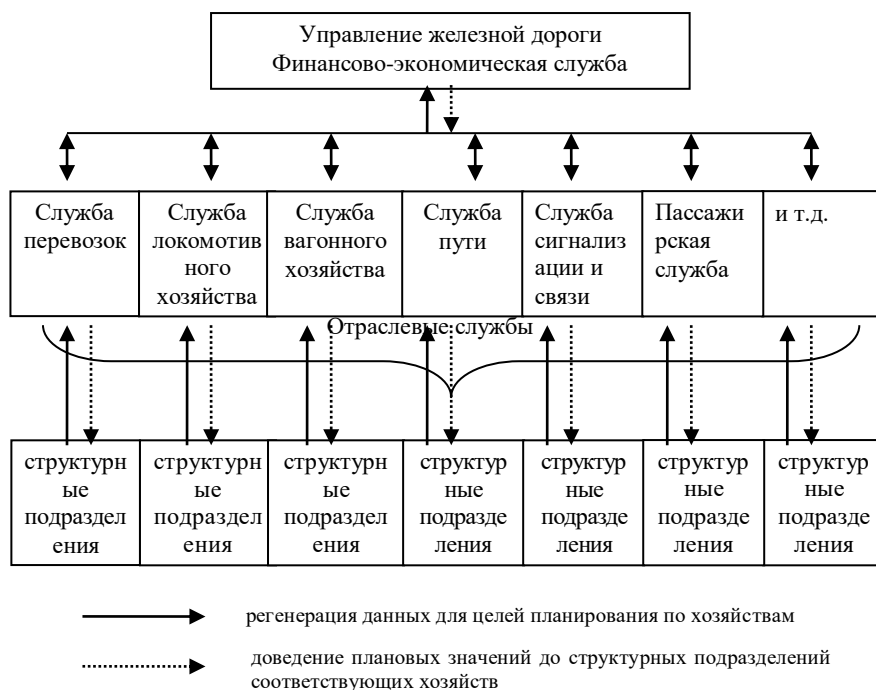 Управление железной дороги
Финансово-экономическая служба
Служба
перевозок
Служба
локомотив
ного
хозяйства
Служба
вагонного
хозяйства
Служба
пути
Служба
сигнализ
ации и
связи
Пассажи
рская
служба
и т.д.
Отраслевые службы
структурн
ые
подраздел
ения
структурн
ые
подраздел
ения
структурн
ые
подраздел
ения
структур
ные
подразде
ления
структур
ные
подразде
ления
структур
ные
подразде
ления
структур
ные
подразде
ления
регенерация данных для целей планирования по хозяйствам
доведение плановых значений до структурных подразделений
соответствующих хозяйств